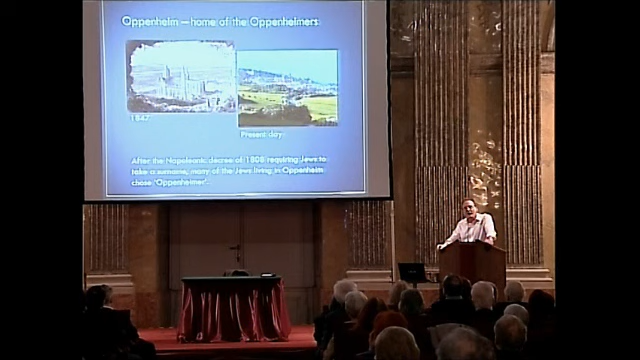 Oppenheim – home of the Oppenheimers
1847
Present day
After the Napoleonic decree of 1808 requiring Jews to
take a surname, many of the Jews living in Oppenheim
chose 'Oppenheimer'.